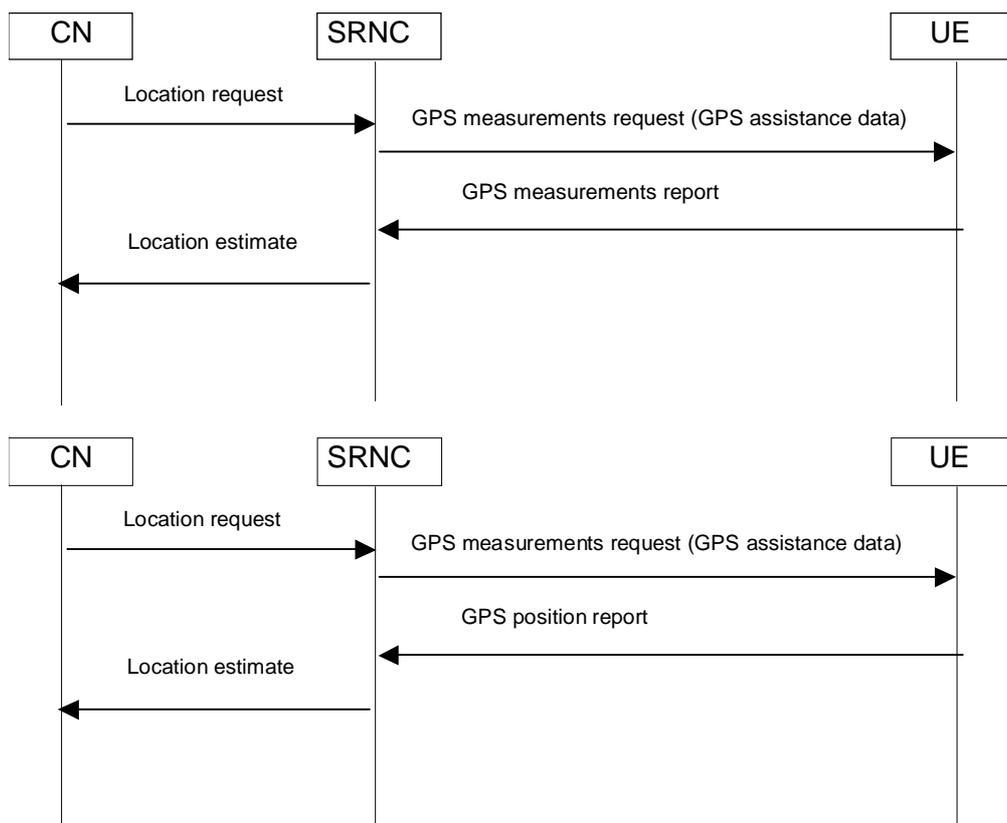 CN SRNC UE
Location request
GPS measurements request (GPS assistance data)
GPS measurements report
Location estimate
CN SRNC UE
Location request
GPS measurements request (GPS assistance data)
GPS position report
Location estimate